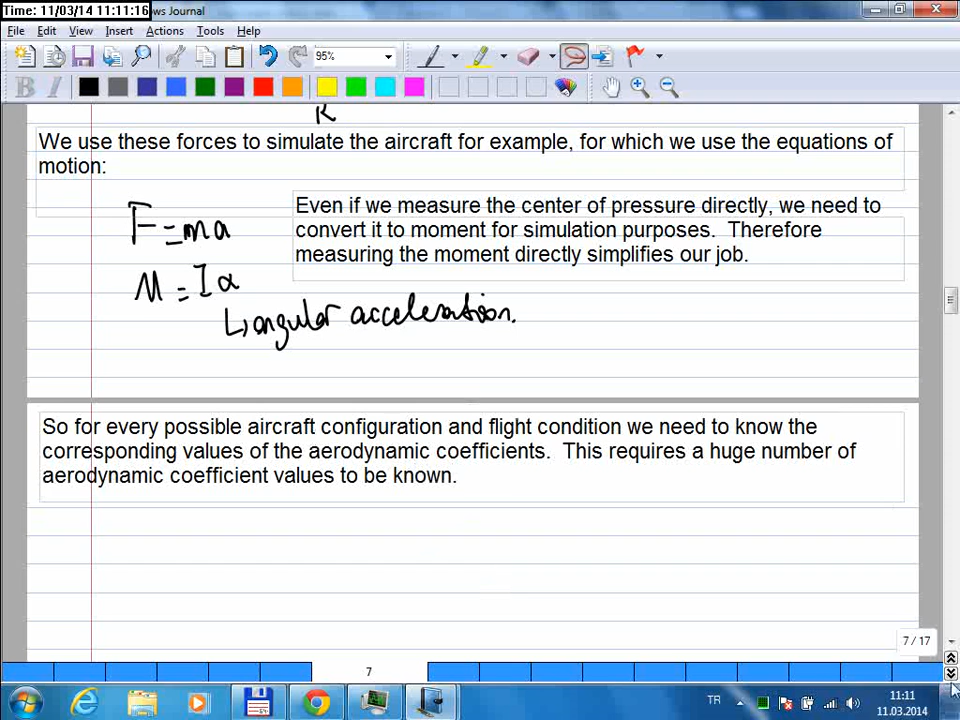 Time: 11/03/14 11:11:16
ws Journal
File Edit View Insert Actions Tools Help
95%
B I
R
We use these forces to simulate the aircraft for example, for which we use the equations of
motion:
F = ma
Even if we measure the center of pressure directly, we need to
convert it to moment for simulation purposes. Therefore
measuring the moment directly simplifies our job.
M = I α
↳ angular acceleration.
So for every possible aircraft configuration and flight condition we need to know the
corresponding values of the aerodynamic coefficients. This requires a huge number of
aerodynamic coefficient values to be known.
7 / 17
7
TR
11:11
11.03.2014